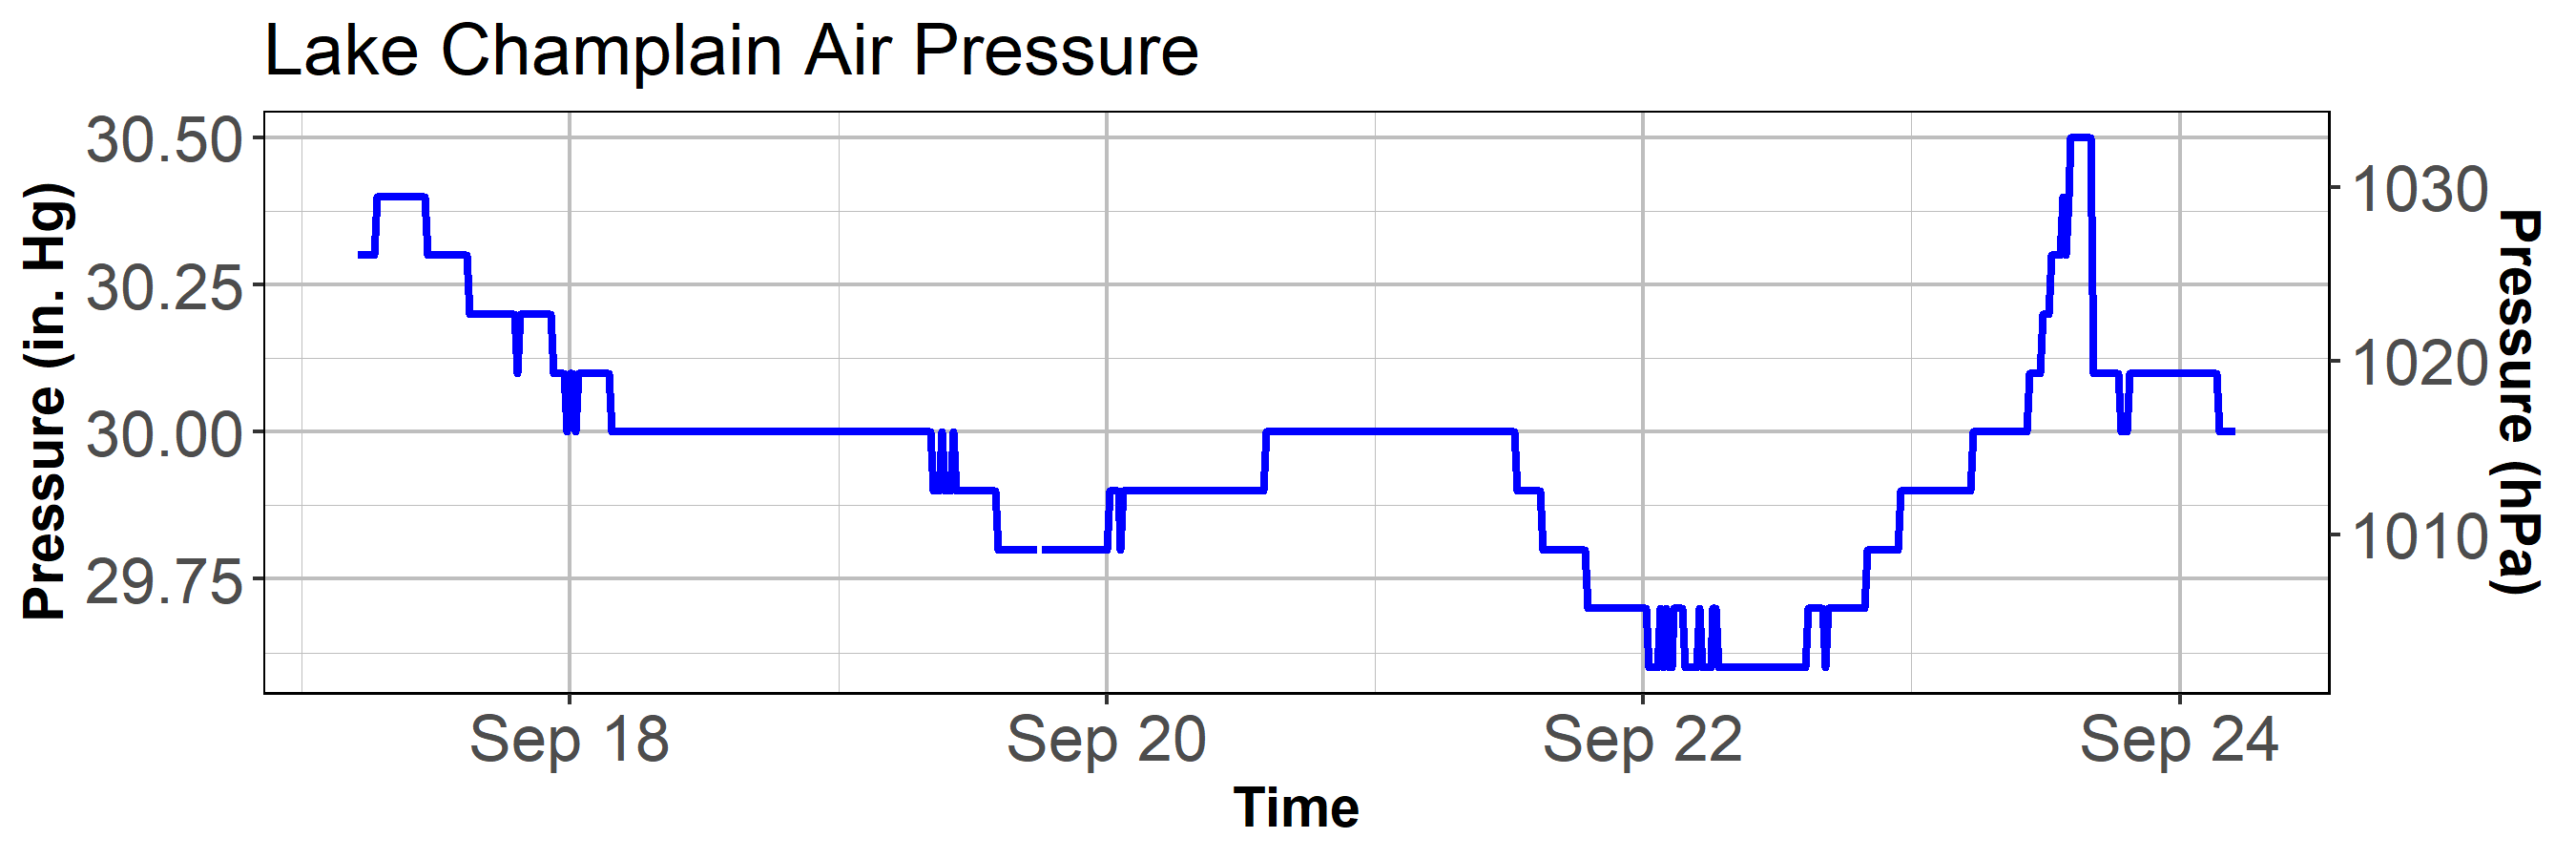 Lake Champlain Air Pressure
Pressure (in. Hg)
30.50
30.25
30.00
29.75
1030
1020
1010
Pressure (hPa)
Sep 18
Sep 20
Sep 22
Sep 24
Time